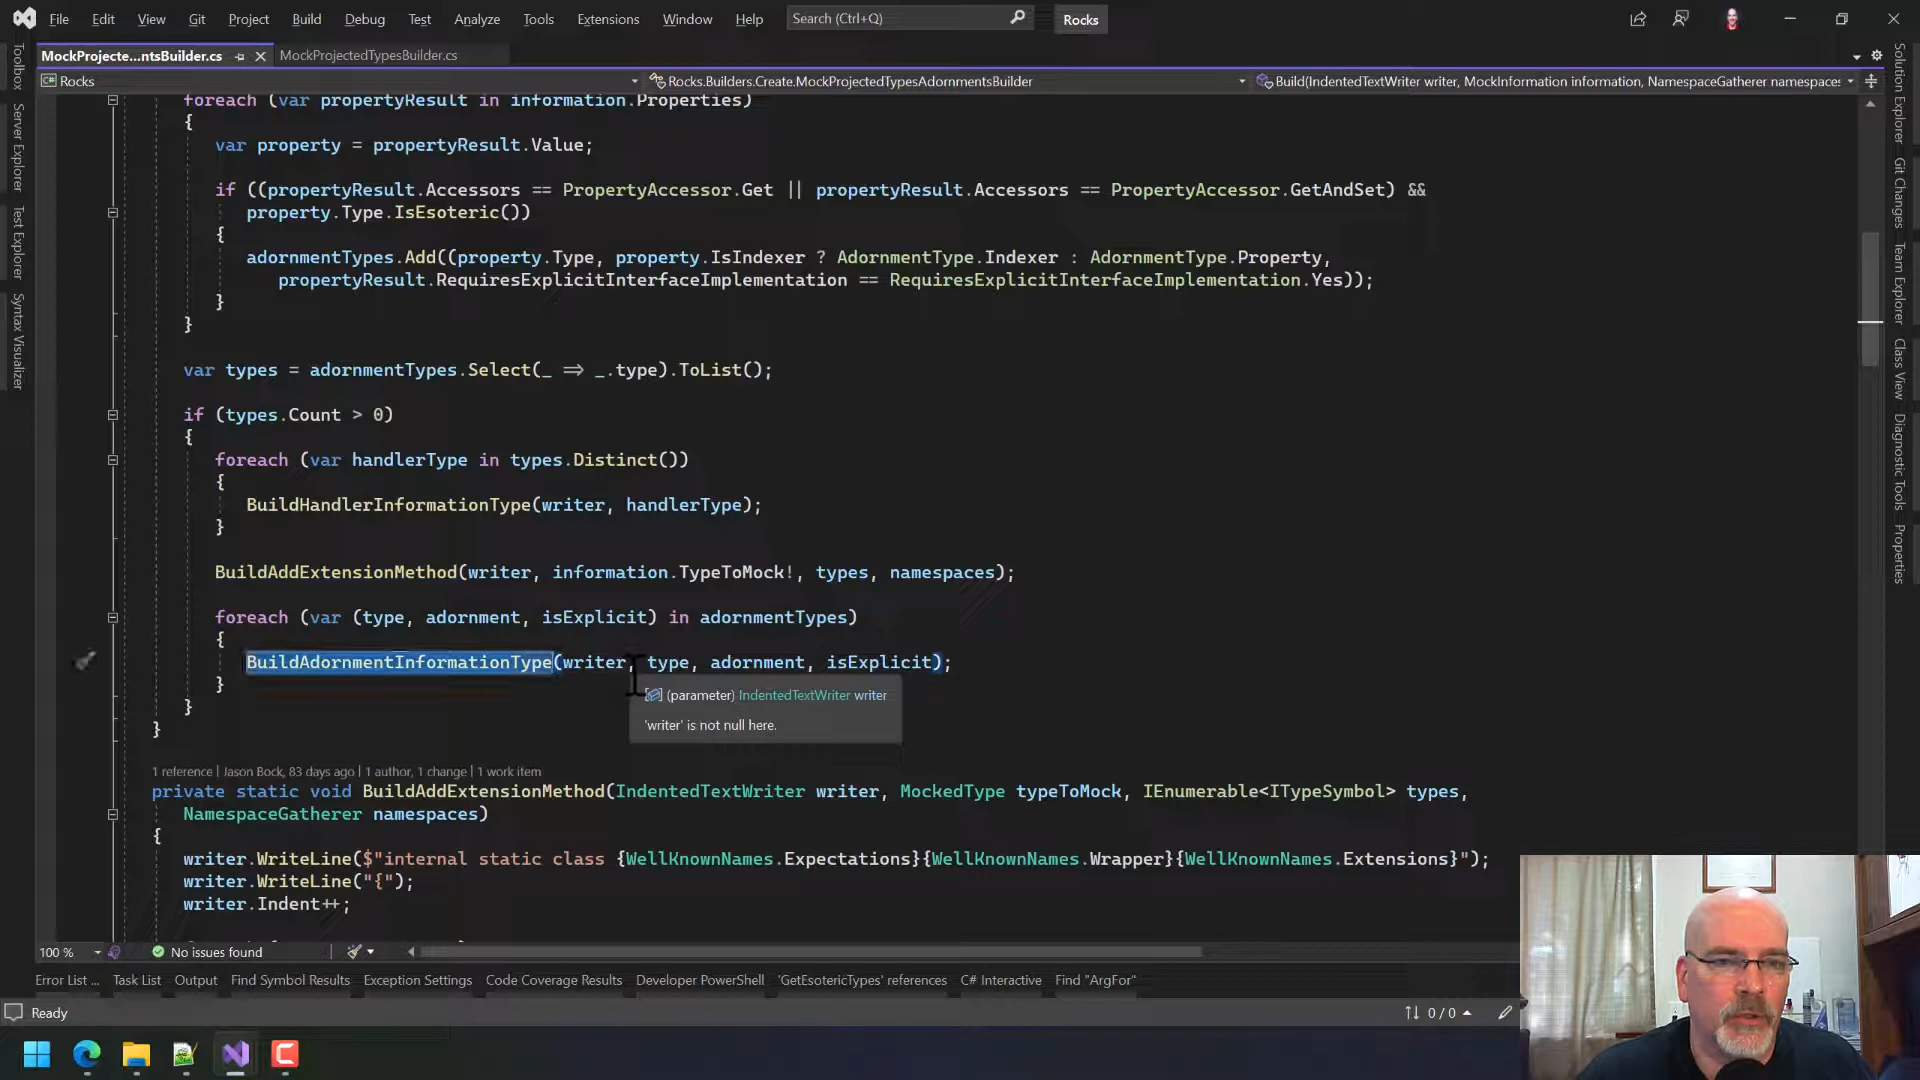 File Edit View Git Project Build Debug Test Analyze Tools Extensions Window Help Search (Ctrl+Q) Rocks
MockProjecte...ntsBuilder.cs MockProjectedTypesBuilder.cs
Rocks Rocks.Builders.Create.MockProjectedTypesAdornmentsBuilder Build(IndentedTextWriter writer, MockInformation information, NamespaceGatherer namespaces
Toolbox
Server Explorer
Test Explorer
Syntax Visualizer
foreach (var propertyResult in information.Properties)
{
var property = propertyResult.Value;
if ((propertyResult.Accessors == PropertyAccessor.Get || propertyResult.Accessors == PropertyAccessor.GetAndSet) &&
property.Type.IsEsoteric())
{
adornmentTypes.Add((property.Type, property.IsIndexer ? AdornmentType.Indexer : AdornmentType.Property,
propertyResult.RequiresExplicitInterfaceImplementation == RequiresExplicitInterfaceImplementation.Yes));
}
}
var types = adornmentTypes.Select(_ => _.type).ToList();
if (types.Count > 0)
{
foreach (var handlerType in types.Distinct())
{
BuildHandlerInformationType(writer, handlerType);
}
BuildAddExtensionMethod(writer, information.TypeToMock!, types, namespaces);
foreach (var (type, adornment, isExplicit) in adornmentTypes)
{
BuildAdornmentInformationType(writer, type, adornment, isExplicit);
}
(parameter) IndentedTextWriter writer
'writer' is not null here.
}
}
1 reference | Jason Bock, 83 days ago | 1 author, 1 change | 1 work item
private static void BuildAddExtensionMethod(IndentedTextWriter writer, MockedType typeToMock, IEnumerable<ITypeSymbol> types,
NamespaceGatherer namespaces)
{
writer.WriteLine($"internal static class {WellKnownNames.Expectations}{WellKnownNames.Wrapper}{WellKnownNames.Extensions}");
writer.WriteLine("{");
writer.Indent++;
Solution Explorer
Git Changes
Team Explorer
Class View
Diagnostic Tools
Properties
100 % No issues found
Error List ... Task List Output Find Symbol Results Exception Settings Code Coverage Results Developer PowerShell 'GetEsotericTypes' references C# Interactive Find "ArgFor"
Ready 0 / 0